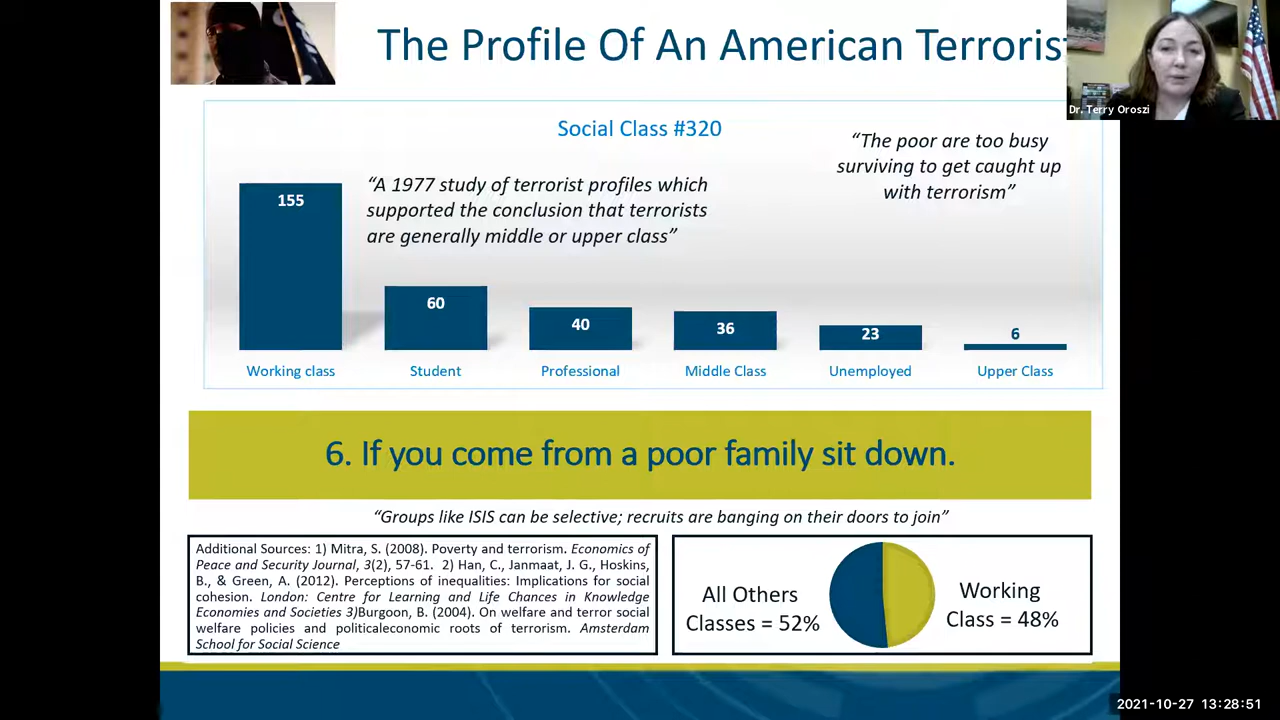 The Profile Of An American Terroris
Dr. Terry Oroszi
Social Class #320
“The poor are too busy
surviving to get caught up
with terrorism”
“A 1977 study of terrorist profiles which
supported the conclusion that terrorists
are generally middle or upper class”
155
60
40
36
23
6
Working class
Student
Professional
Middle Class
Unemployed
Upper Class
6. If you come from a poor family sit down.
“Groups like ISIS can be selective; recruits are banging on their doors to join”
Additional Sources: 1) Mitra, S. (2008). Poverty and terrorism. Economics of
Peace and Security Journal, 3(2), 57-61. 2) Han, C., Janmaat, J. G., Hoskins,
B., & Green, A. (2012). Perceptions of inequalities: Implications for social
cohesion. London: Centre for Learning and Life Chances in Knowledge
Economies and Societies 3)Burgoon, B. (2004). On welfare and terror social
welfare policies and politicaleconomic roots of terrorism. Amsterdam
School for Social Science
All Others
Classes = 52%
Working
Class = 48%
2021-10-27 13:28:51